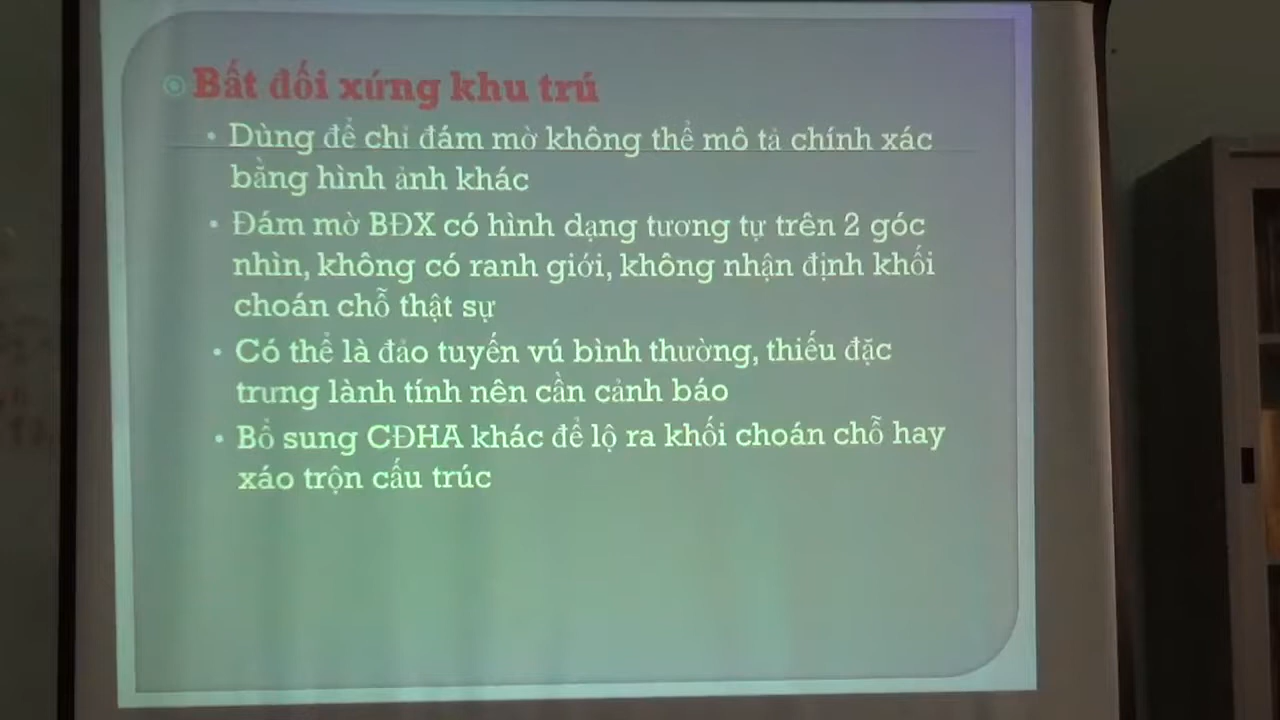 Bất đối xứng khu trú
• Dùng để chỉ đám mờ không thể mô tả chính xác
bằng hình ảnh khác
• Đám mờ BĐX có hình dạng tương tự trên 2 góc
nhìn, không có ranh giới, không nhận định khối
choán chỗ thật sự
• Có thể là đảo tuyến vú bình thường, thiếu đặc
trưng lành tính nên cần cảnh báo
• Bổ sung CĐHA khác để lộ ra khối choán chỗ hay
xáo trộn cấu trúc